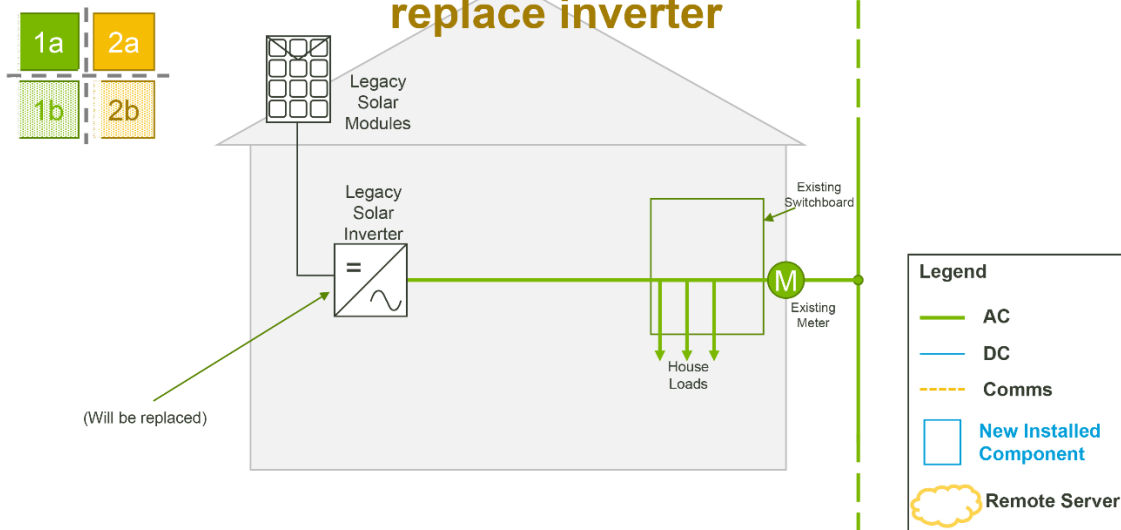 replace inverter
1a
2a
1b
2b
Legacy
Solar
Modules
Legacy
Solar
Inverter
Existing
Switchboard
M
Existing
Meter
House
Loads
(Will be replaced)
Legend
AC
DC
Comms
New Installed
Component
Remote Server